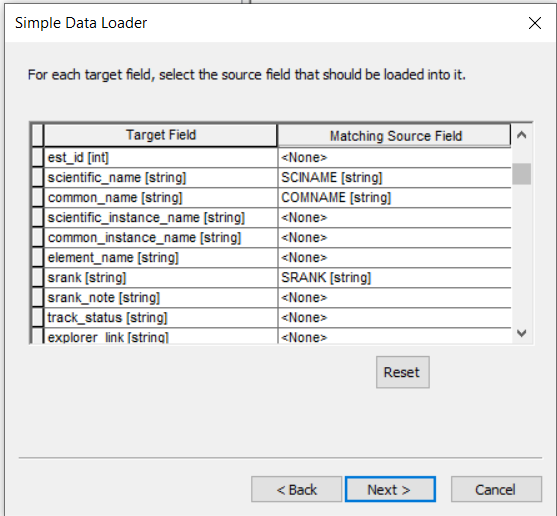 Simple Data Loader
For each target field, select the source field that should be loaded into it.
Target Field Matching Source Field
est_id [int] <None>
scientific_name [string] SCINAME [string]
common_name [string] COMNAME [string]
scientific_instance_name [string] <None>
common_instance_name [string] <None>
element_name [string] <None>
srank [string] SRANK [string]
srank_note [string] <None>
track_status [string] <None>
explorer_link [string] <None>
Reset
< Back Next > Cancel